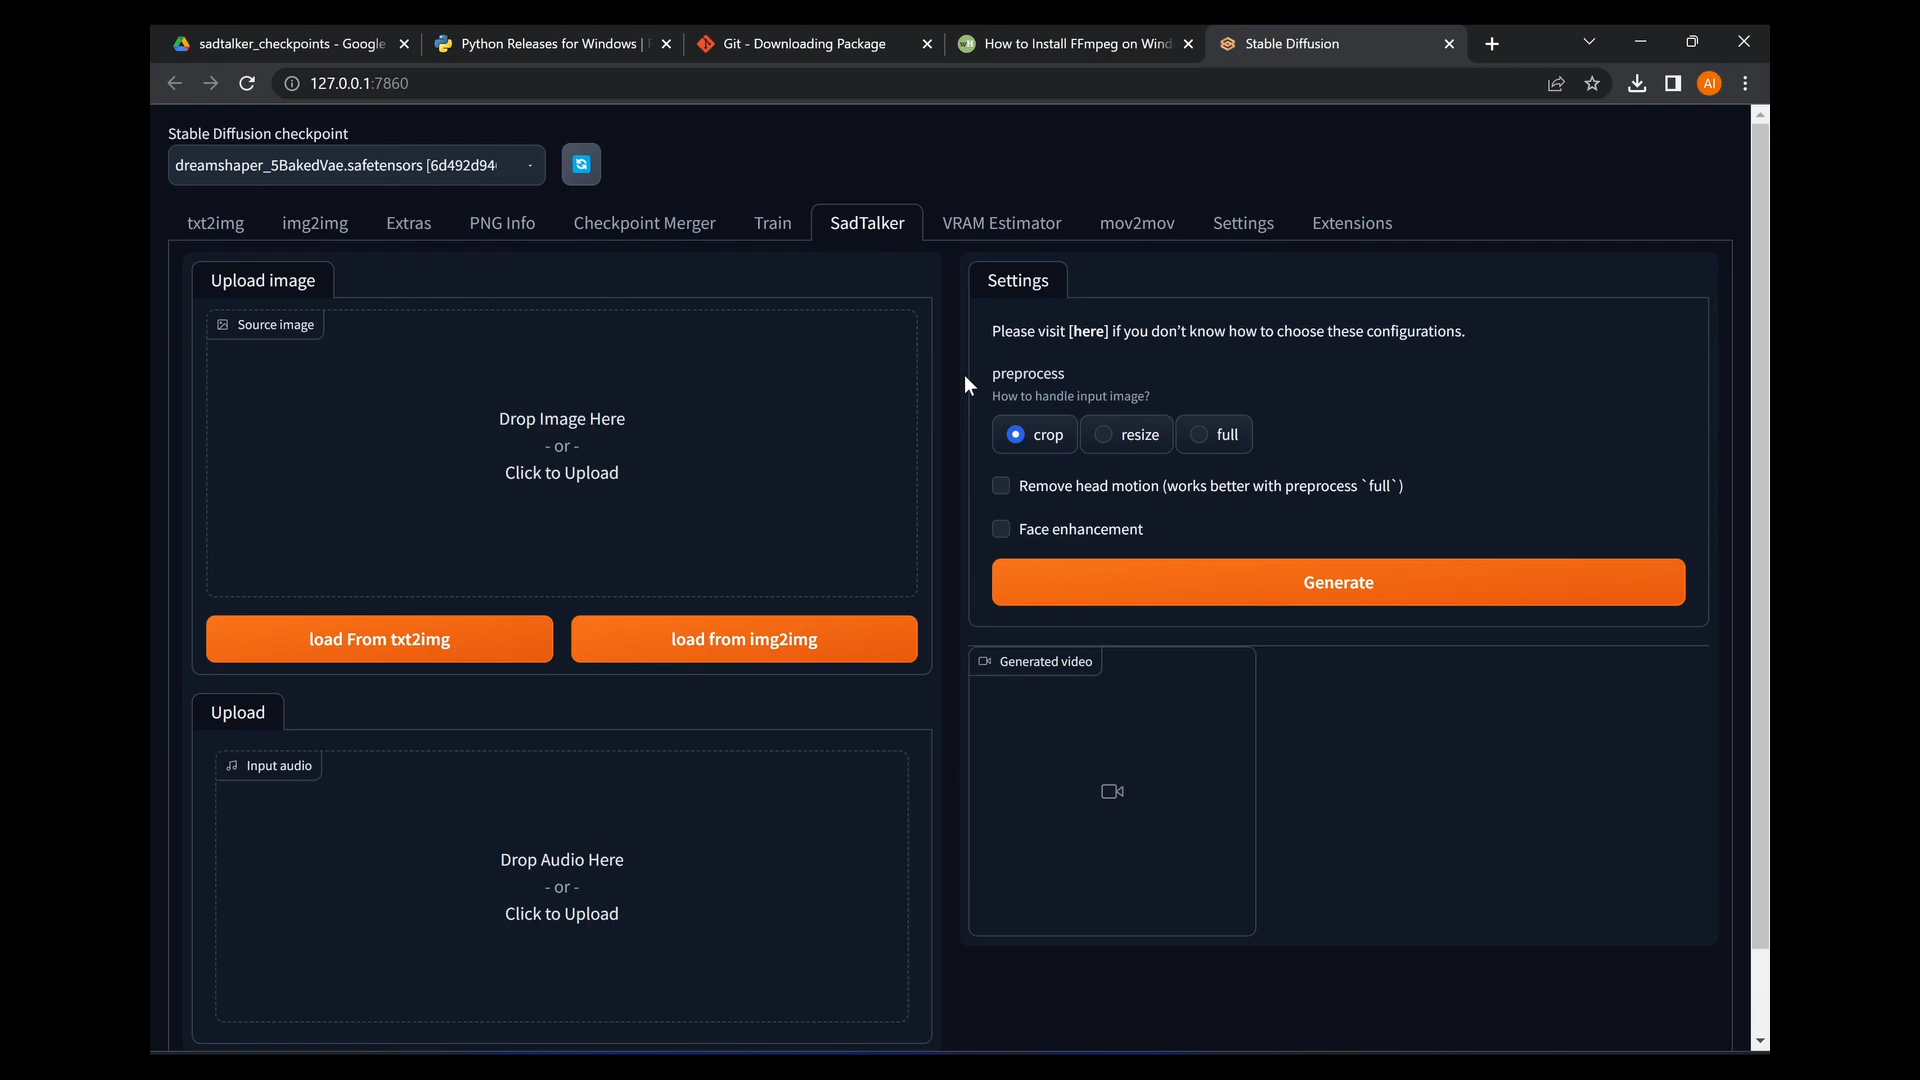 sadtalker_checkpoints - Google
Python Releases for Windows |
Git - Downloading Package
How to Install FFmpeg on Wind
Stable Diffusion
127.0.0.1:7860
AI
Stable Diffusion checkpoint
dreamshaper_5BakedVae.safetensors [6d492d94
txt2img
img2img
Extras
PNG Info
Checkpoint Merger
Train
SadTalker
VRAM Estimator
mov2mov
Settings
Extensions
Upload image
Source image
Drop Image Here
- or -
Click to Upload
load From txt2img
load from img2img
Upload
Input audio
Drop Audio Here
- or -
Click to Upload
Settings
Please visit [here] if you don’t know how to choose these configurations.
preprocess
How to handle input image?
crop
resize
full
Remove head motion (works better with preprocess `full`)
Face enhancement
Generate
Generated video